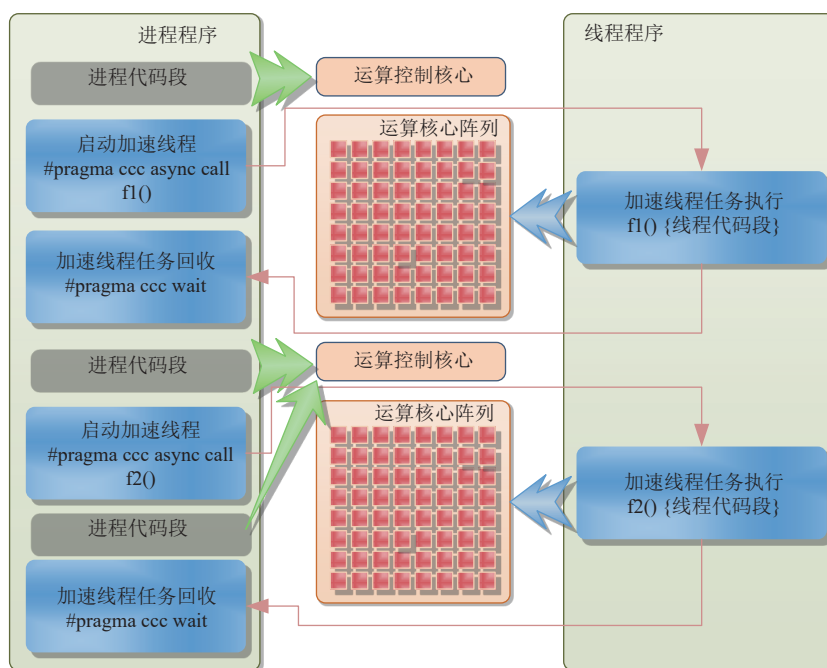 进程程序
进程代码段
启动加速线程
#pragma ccc async call
f1()
加速线程任务回收
#pragma ccc wait
进程代码段
启动加速线程
#pragma ccc async call
f2()
进程代码段
加速线程任务回收
#pragma ccc wait
运算控制核心
运算核心阵列
运算控制核心
运算核心阵列
线程程序
加速线程任务执行
f1() {线程代码段}
加速线程任务执行
f2() {线程代码段}